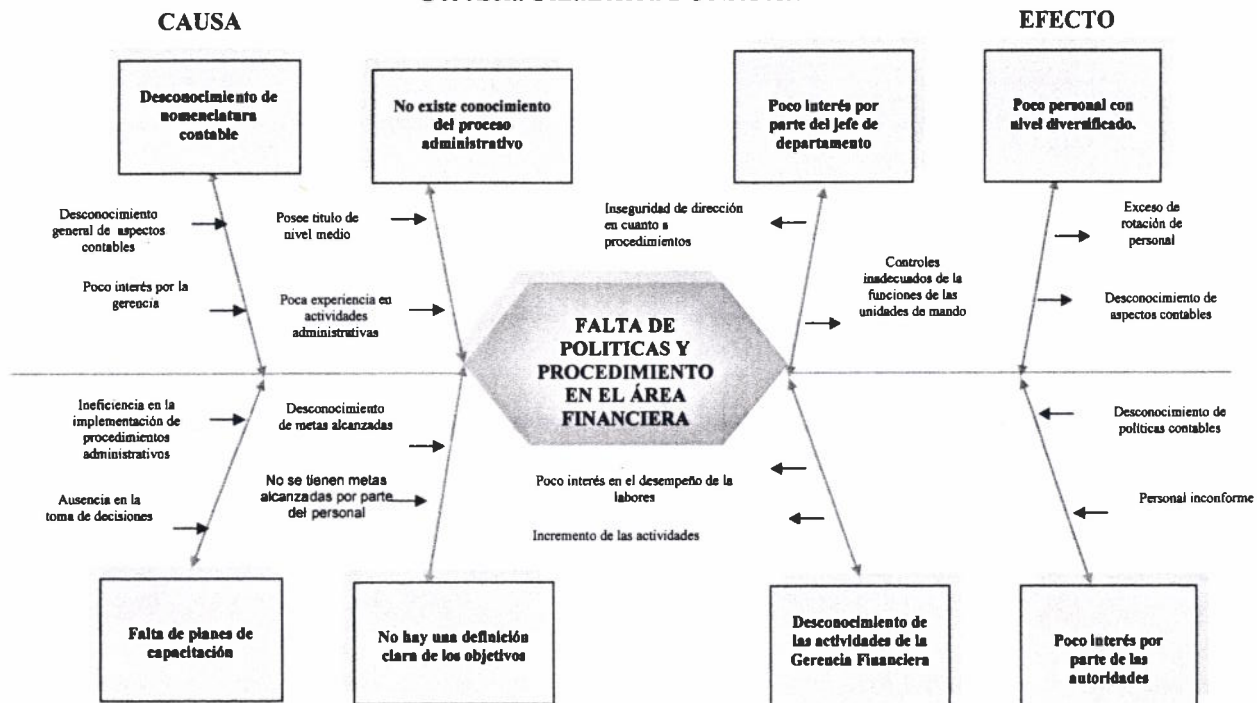 CAUSA
EFECTO
Desconocimiento de
nomenclatura
contable
No existe conocimiento
del proceso
administrativo
Poco interés por
parte del jefe de
departamento
Poco personal con
nivel diversificado.
Desconocimiento
general de aspectos
contables
Poco interés por la
gerencia
Posee titulo de
nivel medio
Poca experiencia en
actividades
administrativas
Inseguridad de dirección
en cuanto a
procedimientos
Controles
inadecuados de la
funciones de las
unidades de mando
Exceso de
rotación de
personal
Desconocimiento de
aspectos contables
FALTA DE
POLITICAS Y
PROCEDIMIENTO
EN EL ÁREA
FINANCIERA
Ineficiencia en la
implementación de
procedimientos
administrativos
Ausencia en la
toma de decisiones
Desconocimiento
de metas alcanzadas
No se tienen metas
alcanzadas por parte
del personal
Poco interés en el desempeño de la
labores
Incremento de las actividades
Desconocimiento de
políticas contables
Personal inconforme
Falta de planes de
capacitación
No hay una definición
clara de los objetivos
Desconocimiento de
las actividades de la
Gerencia Financiera
Poco interés por
parte de las
autoridades